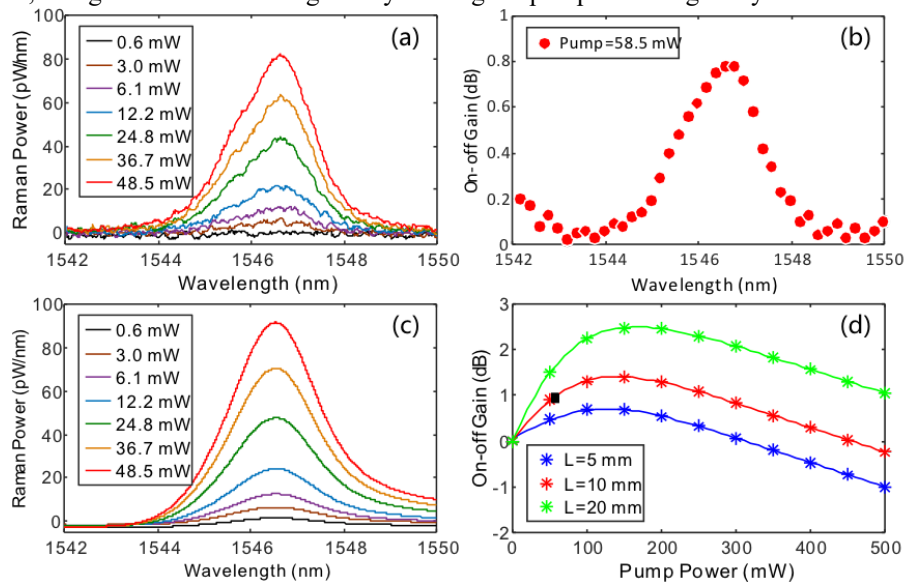 (a)
Raman Power (pW/nm)
100
80
60
40
20
0
0.6 mW
3.0 mW
6.1 mW
12.2 mW
24.8 mW
36.7 mW
48.5 mW
1542 1544 1546 1548 1550
Wavelength (nm)
(b)
On-off Gain (dB)
1
0.8
0.6
0.4
0.2
0
Pump=58.5 mW
1542 1544 1546 1548 1550
Wavelength (nm)
(c)
Raman Power (pW/nm)
100
80
60
40
20
0
0.6 mW
3.0 mW
6.1 mW
12.2 mW
24.8 mW
36.7 mW
48.5 mW
1542 1544 1546 1548 1550
Wavelength (nm)
(d)
On-off Gain (dB)
3
2
1
0
-1
-2
L=5 mm
L=10 mm
L=20 mm
0 100 200 300 400 500
Pump Power (mW)